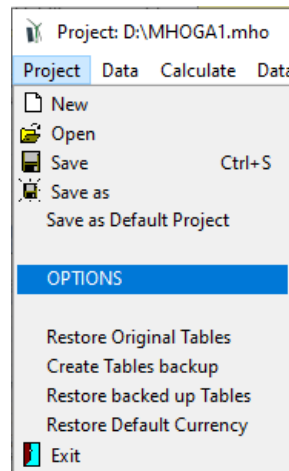 Project: D:\MHOGA1.mho
Project Data Calculate Data
New
Open
Save Ctrl+S
Save as
Save as Default Project
OPTIONS
Restore Original Tables
Create Tables backup
Restore backed up Tables
Restore Default Currency
Exit